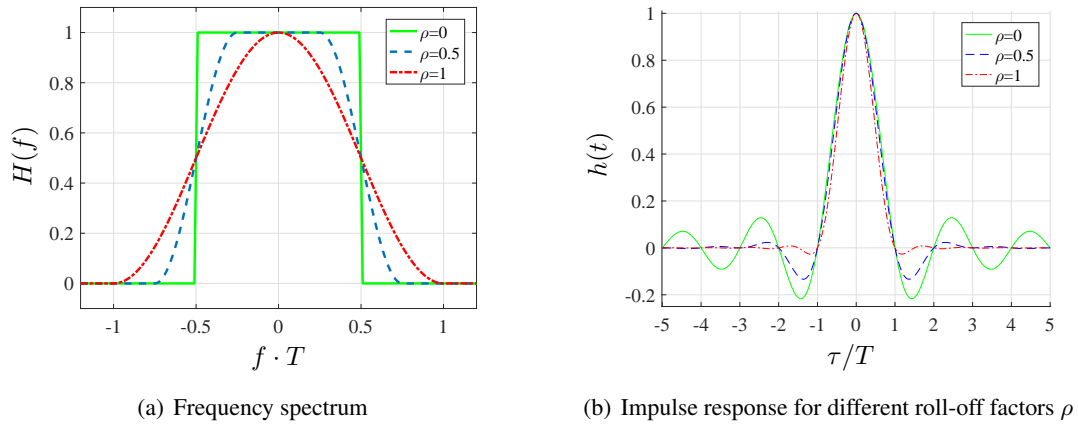 H(f)
1
0.8
0.6
0.4
0.2
0
-1
-0.5
0
0.5
1
f · T
ρ=0
ρ=0.5
ρ=1
(a) Frequency spectrum
h(t)
1
0.8
0.6
0.4
0.2
0
-0.2
-5
-4
-3
-2
-1
0
1
2
3
4
5
τ/T
ρ=0
ρ=0.5
ρ=1
(b) Impulse response for different roll-off factors ρ